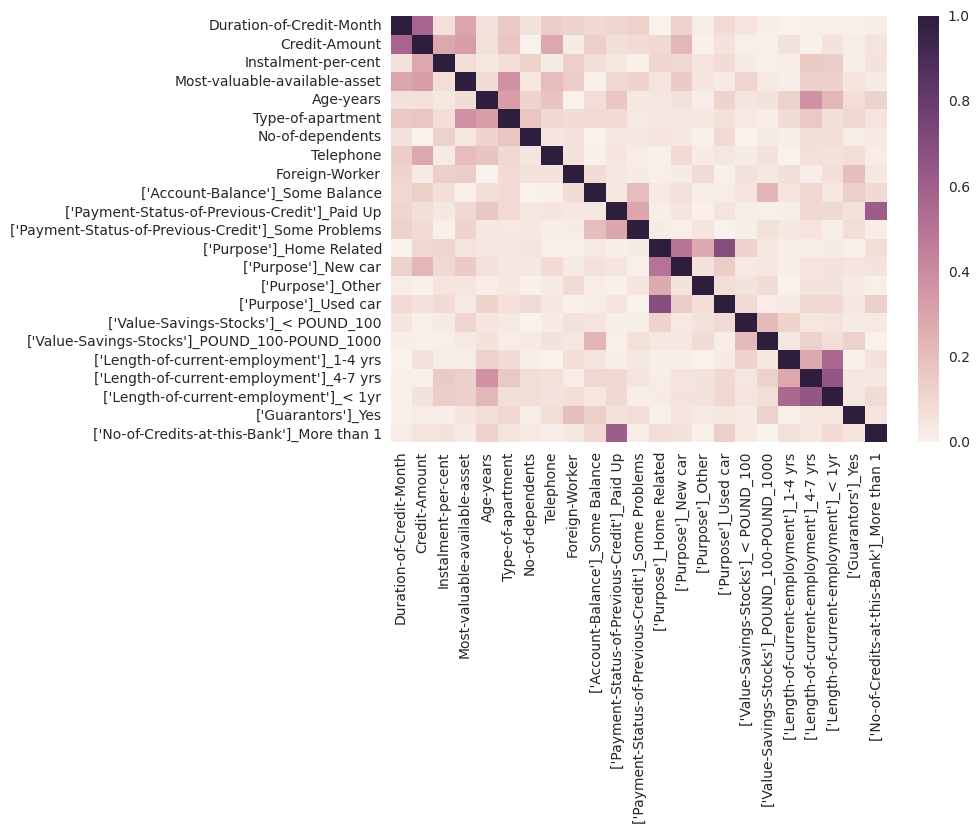 Duration-of-Credit-Month
Credit-Amount
Instalment-per-cent
Most-valuable-available-asset
Age-years
Type-of-apartment
No-of-dependents
Telephone
Foreign-Worker
['Account-Balance']_Some Balance
['Payment-Status-of-Previous-Credit']_Paid Up
['Payment-Status-of-Previous-Credit']_Some Problems
['Purpose']_Home Related
['Purpose']_New car
['Purpose']_Other
['Purpose']_Used car
['Value-Savings-Stocks']_< POUND_100
['Value-Savings-Stocks']_POUND_100-POUND_1000
['Length-of-current-employment']_1-4 yrs
['Length-of-current-employment']_4-7 yrs
['Length-of-current-employment']_< 1yr
['Guarantors']_Yes
['No-of-Credits-at-this-Bank']_More than 1
Duration-of-Credit-Month
Credit-Amount
Instalment-per-cent
Most-valuable-available-asset
Age-years
Type-of-apartment
No-of-dependents
Telephone
Foreign-Worker
['Account-Balance']_Some Balance
['Payment-Status-of-Previous-Credit']_Paid Up
['Payment-Status-of-Previous-Credit']_Some Problems
['Purpose']_Home Related
['Purpose']_New car
['Purpose']_Other
['Purpose']_Used car
['Value-Savings-Stocks']_< POUND_100
['Value-Savings-Stocks']_POUND_100-POUND_1000
['Length-of-current-employment']_1-4 yrs
['Length-of-current-employment']_4-7 yrs
['Length-of-current-employment']_< 1yr
['Guarantors']_Yes
['No-of-Credits-at-this-Bank']_More than 1
1.0
0.8
0.6
0.4
0.2
0.0